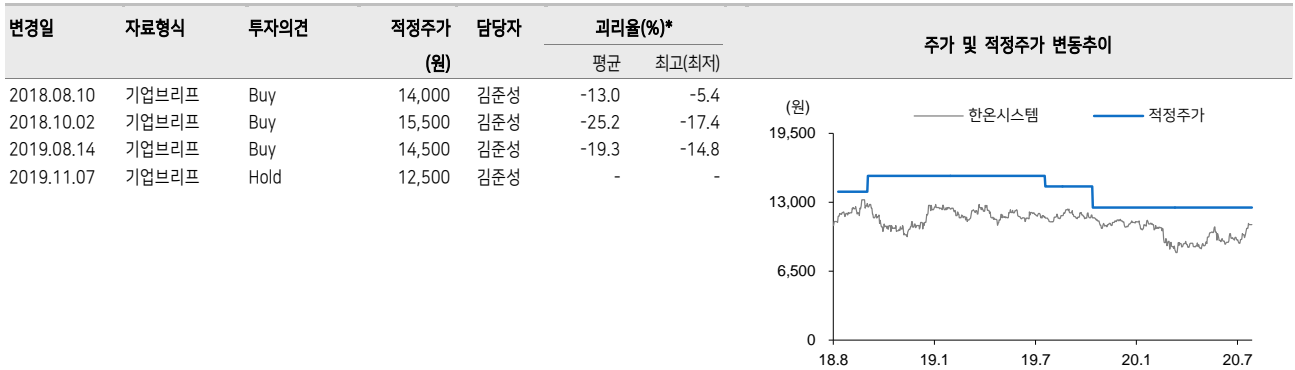 변경일 자료형식 투자의견 적정주가 담당자 괴리율(%)* 주가 및 적정주가 변동추이
(원) 평균 최고(최저)
2018.08.10 기업브리프 Buy 14,000 김준성 -13.0 -5.4
2018.10.02 기업브리프 Buy 15,500 김준성 -25.2 -17.4
2019.08.14 기업브리프 Buy 14,500 김준성 -19.3 -14.8
2019.11.07 기업브리프 Hold 12,500 김준성 - -
(원) 한온시스템 적정주가
19,500
13,000
6,500
0
18.8 19.1 19.7 20.1 20.7